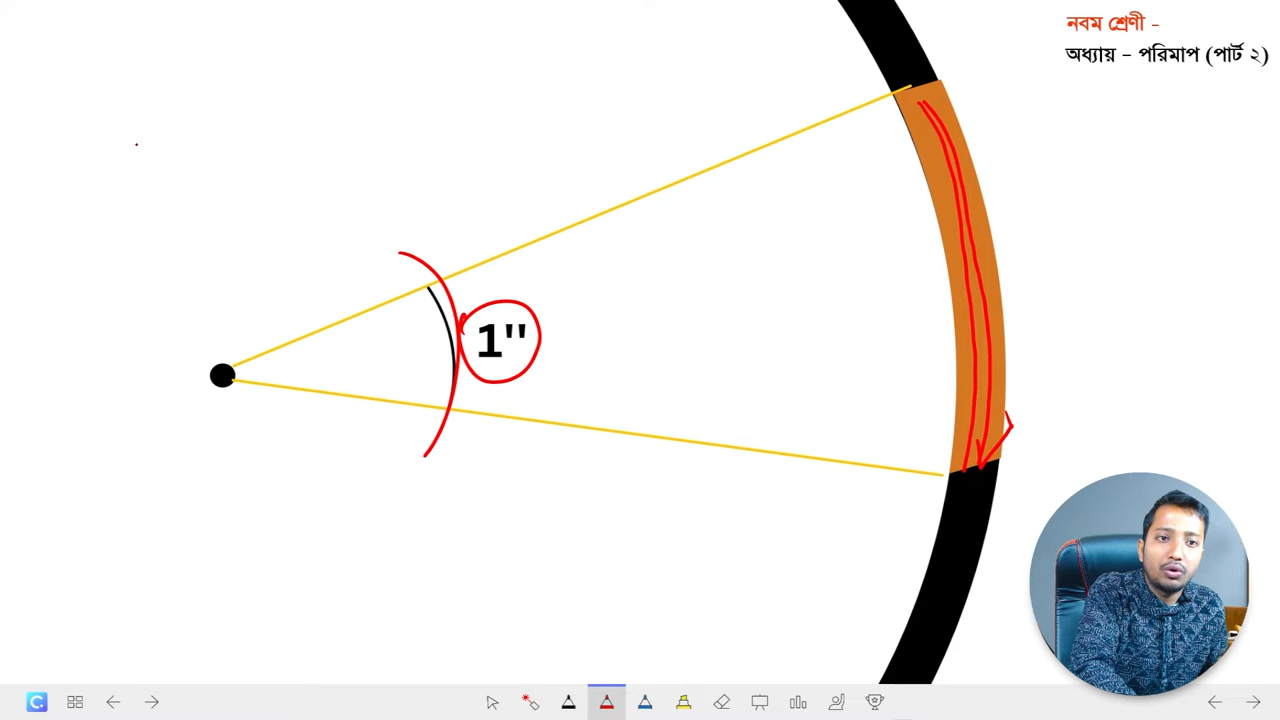 নবম শ্রেণী -
অধ্যায় - পরিমাপ (পার্ট ২)
1''